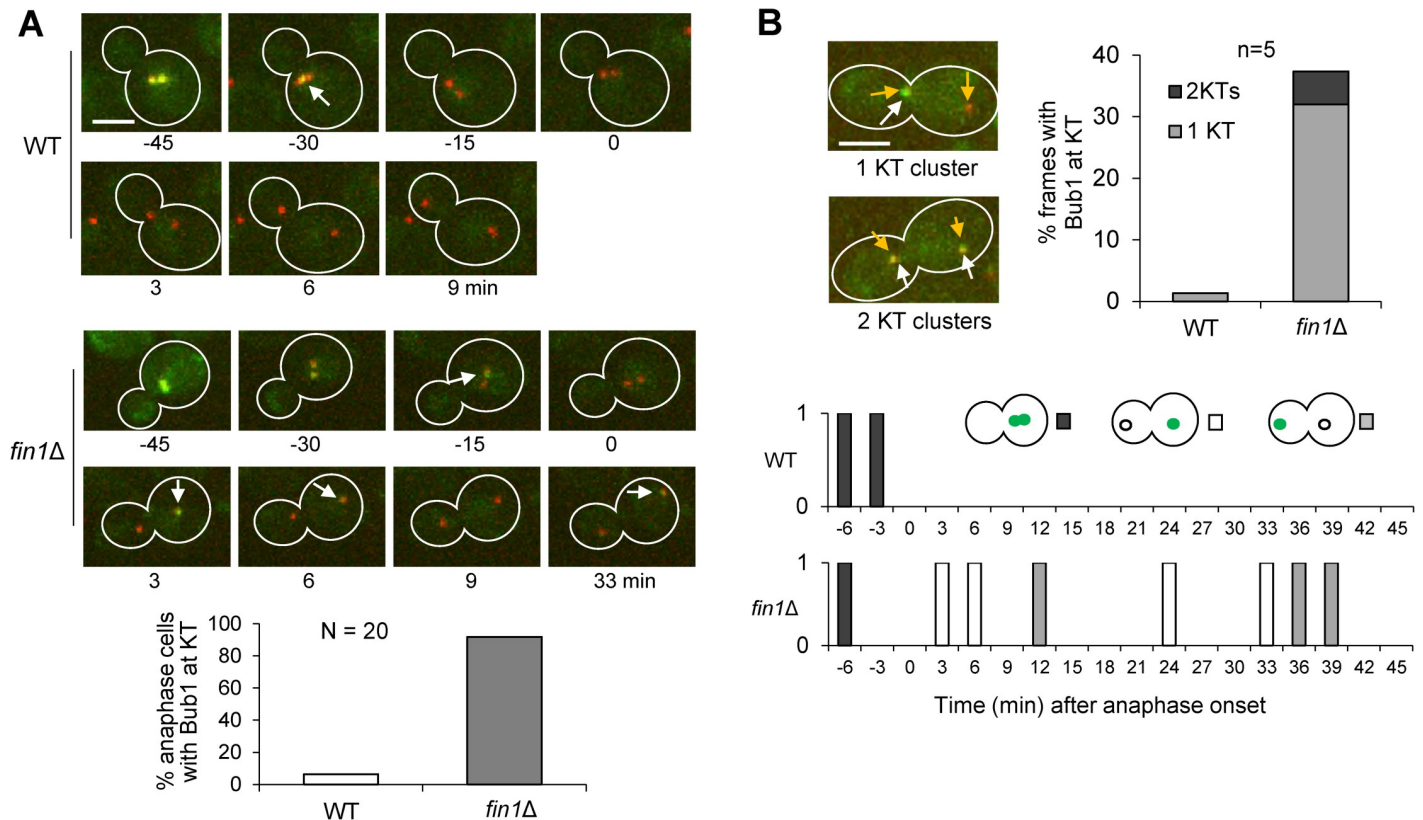 A
WT
-45 -30 -15 0
3 6 9 min
fin1Δ
-45 -30 -15 0
3 6 9 33 min
% anaphase cells
with Bub1 at KT
100
80
60
40
20
0
N = 20
WT fin1Δ
B
1 KT cluster
2 KT clusters
% frames with
Bub1 at KT
40
30
20
10
0
n=5
2KTs
1 KT
WT fin1Δ
WT
1
0
-6 -3 0 3 6 9 12 15 18 21 24 27 30 33 36 39 42 45
fin1Δ
1
0
-6 -3 0 3 6 9 12 15 18 21 24 27 30 33 36 39 42 45
Time (min) after anaphase onset